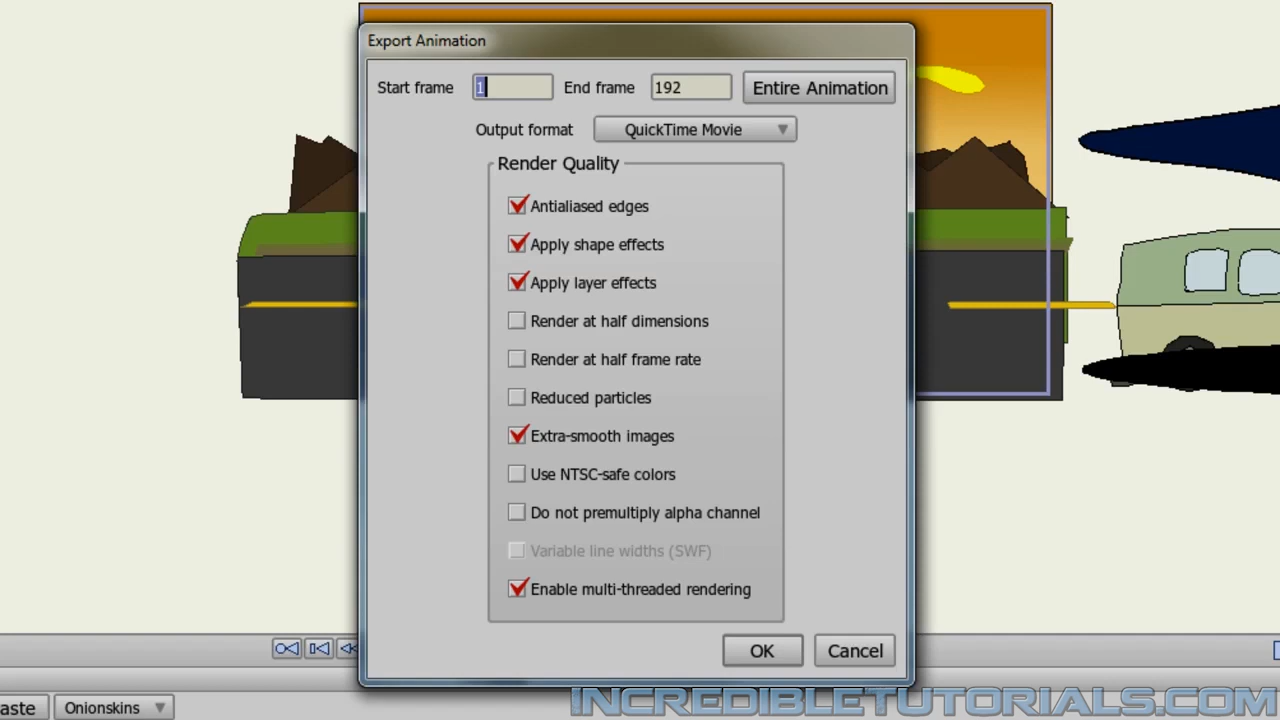 Export Animation
Start frame 1 End frame 192 Entire Animation
Output format QuickTime Movie
Render Quality
Antialiased edges
Apply shape effects
Apply layer effects
Render at half dimensions
Render at half frame rate
Reduced particles
Extra-smooth images
Use NTSC-safe colors
Do not premultiply alpha channel
Variable line widths (SWF)
Enable multi-threaded rendering
OK Cancel
aste Onionskins
INCREDIBLETUTORIALS.COM